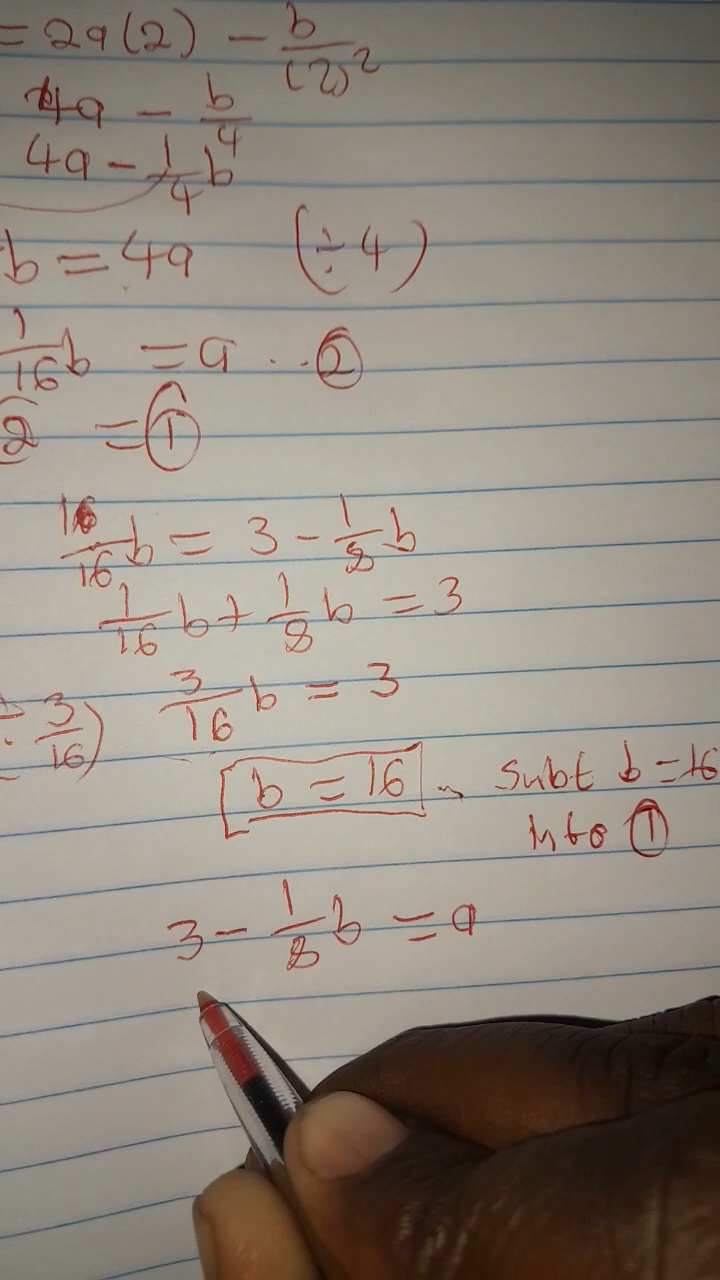 = 2a(2) - b/(2)²
4a - b/4
4a - 1/4 b
b = 4a (÷4)
1/16 b = a ... ②
2 = ①
1/16 b = 3 - 1/8 b
1/16 b + 1/8 b = 3
÷ 3/16) 3/16 b = 3
b = 16 subt b = 16
into ①
3 - 1/8 b = a